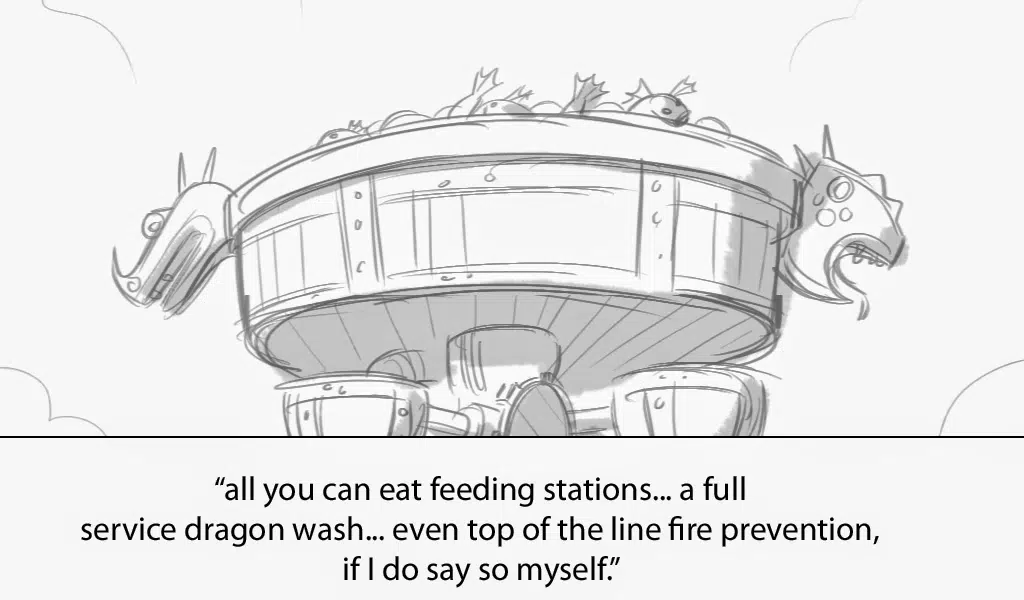 “all you can eat feeding stations... a full
service dragon wash... even top of the line fire prevention,
if I do say so myself.”